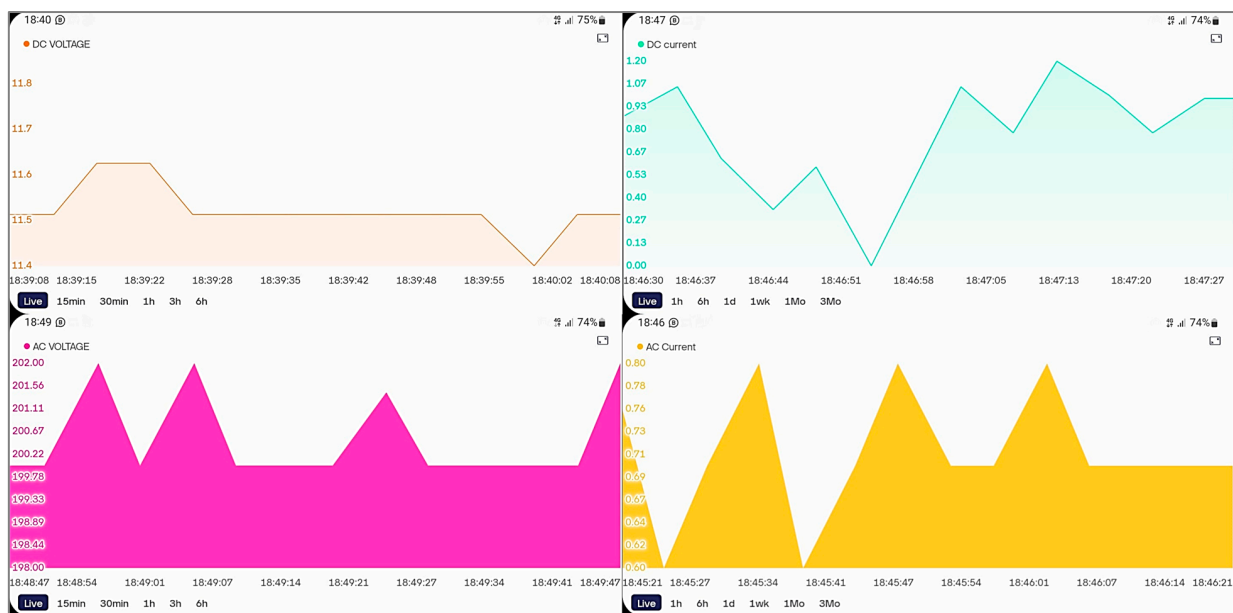 18:40 4G 75%
DC VOLTAGE
11.8
11.7
11.6
11.5
11.4
18:39:08 18:39:15 18:39:22 18:39:28 18:39:35 18:39:42 18:39:48 18:39:55 18:40:02 18:40:08
Live 15min 30min 1h 3h 6h
18:47 4G 74%
DC current
1.20
1.07
0.93
0.80
0.67
0.53
0.40
0.27
0.13
0.00
18:46:30 18:46:37 18:46:44 18:46:51 18:46:58 18:47:05 18:47:13 18:47:20 18:47:27
Live 1h 6h 1d 1wk 1Mo 3Mo
18:49 4G 74%
AC VOLTAGE
202.00
201.56
201.11
200.67
200.22
199.78
199.33
198.89
198.44
198.00
18:48:47 18:48:54 18:49:01 18:49:07 18:49:14 18:49:21 18:49:27 18:49:34 18:49:41 18:49:47
Live 15min 30min 1h 3h 6h
18:46 4G 74%
AC Current
0.80
0.78
0.76
0.73
0.71
0.69
0.67
0.64
0.62
0.60
18:45:21 18:45:27 18:45:34 18:45:41 18:45:47 18:45:54 18:46:01 18:46:07 18:46:14 18:46:21
Live 1h 6h 1d 1wk 1Mo 3Mo